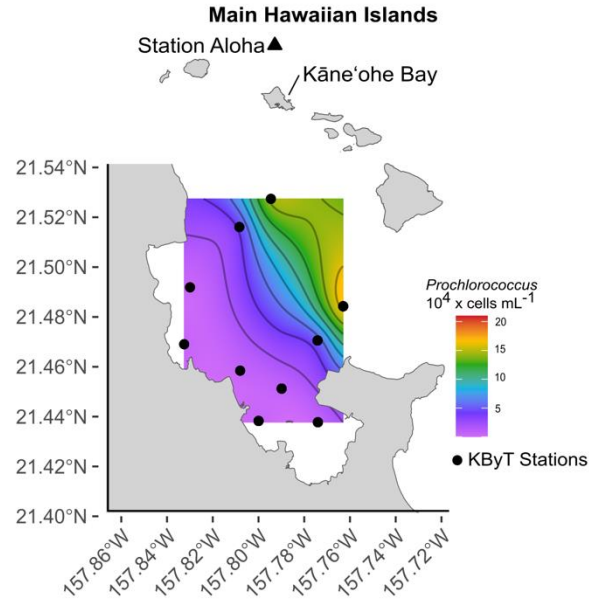 Main Hawaiian Islands
Station Aloha
Kāneʻohe Bay
21.54°N
21.52°N
21.50°N
21.48°N
21.46°N
21.44°N
21.42°N
21.40°N
157.86°W
157.84°W
157.82°W
157.80°W
157.78°W
157.76°W
157.74°W
157.72°W
Prochlorococcus
10⁴ x cells mL⁻¹
20
15
10
5
KByT Stations